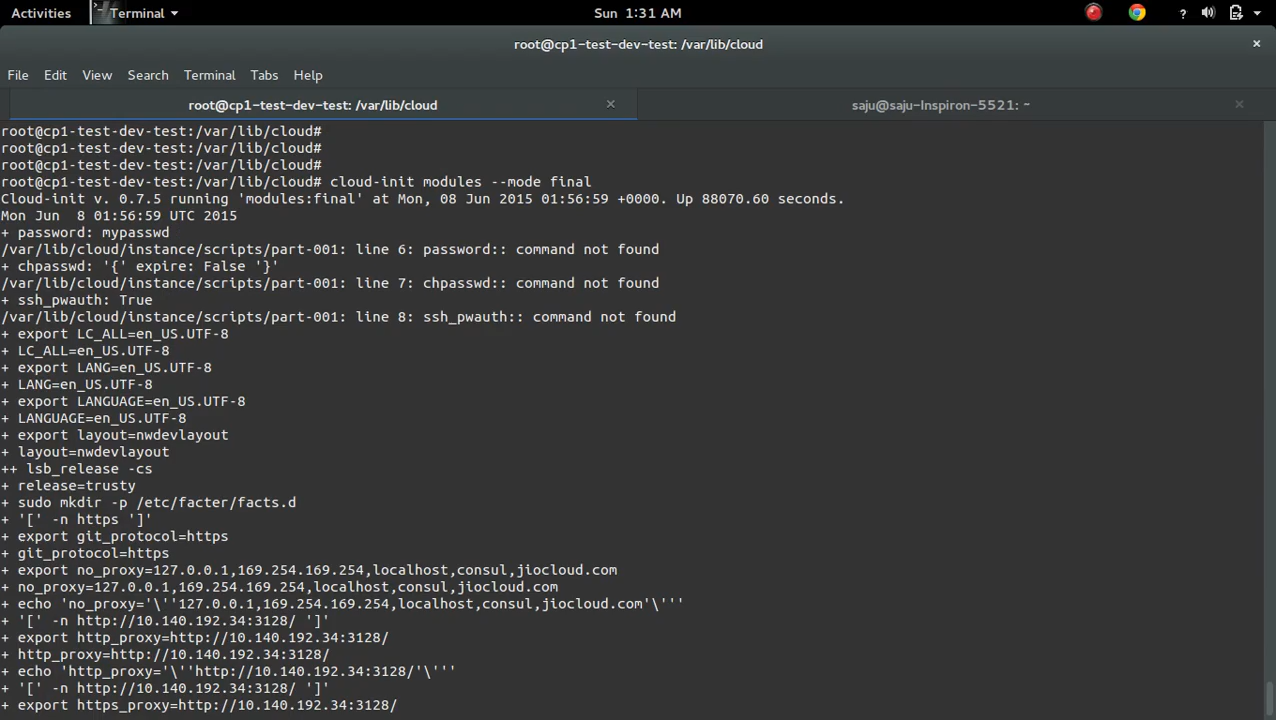 Activities
Terminal
Sun 1:31 AM
?
root@cp1-test-dev-test: /var/lib/cloud
×
File Edit View Search Terminal Tabs Help
root@cp1-test-dev-test: /var/lib/cloud ×
saju@saju-Inspiron-5521: ~ ×
root@cp1-test-dev-test:/var/lib/cloud#
root@cp1-test-dev-test:/var/lib/cloud#
root@cp1-test-dev-test:/var/lib/cloud#
root@cp1-test-dev-test:/var/lib/cloud# cloud-init modules --mode final
Cloud-init v. 0.7.5 running 'modules:final' at Mon, 08 Jun 2015 01:56:59 +0000. Up 88070.60 seconds.
Mon Jun  8 01:56:59 UTC 2015
+ password: mypasswd
/var/lib/cloud/instance/scripts/part-001: line 6: password:: command not found
+ chpasswd: '{' expire: False '}'
/var/lib/cloud/instance/scripts/part-001: line 7: chpasswd:: command not found
+ ssh_pwauth: True
/var/lib/cloud/instance/scripts/part-001: line 8: ssh_pwauth:: command not found
+ export LC_ALL=en_US.UTF-8
+ LC_ALL=en_US.UTF-8
+ export LANG=en_US.UTF-8
+ LANG=en_US.UTF-8
+ export LANGUAGE=en_US.UTF-8
+ LANGUAGE=en_US.UTF-8
+ export layout=nwdevlayout
+ layout=nwdevlayout
++ lsb_release -cs
+ release=trusty
+ sudo mkdir -p /etc/facter/facts.d
+ '[' -n https ']'
+ export git_protocol=https
+ git_protocol=https
+ export no_proxy=127.0.0.1,169.254.169.254,localhost,consul,jiocloud.com
+ no_proxy=127.0.0.1,169.254.169.254,localhost,consul,jiocloud.com
+ echo 'no_proxy='\''127.0.0.1,169.254.169.254,localhost,consul,jiocloud.com'\'''
+ '[' -n http://10.140.192.34:3128/ ']'
+ export http_proxy=http://10.140.192.34:3128/
+ http_proxy=http://10.140.192.34:3128/
+ echo 'http_proxy='\''http://10.140.192.34:3128/'\'''
+ '[' -n http://10.140.192.34:3128/ ']'
+ export https_proxy=http://10.140.192.34:3128/